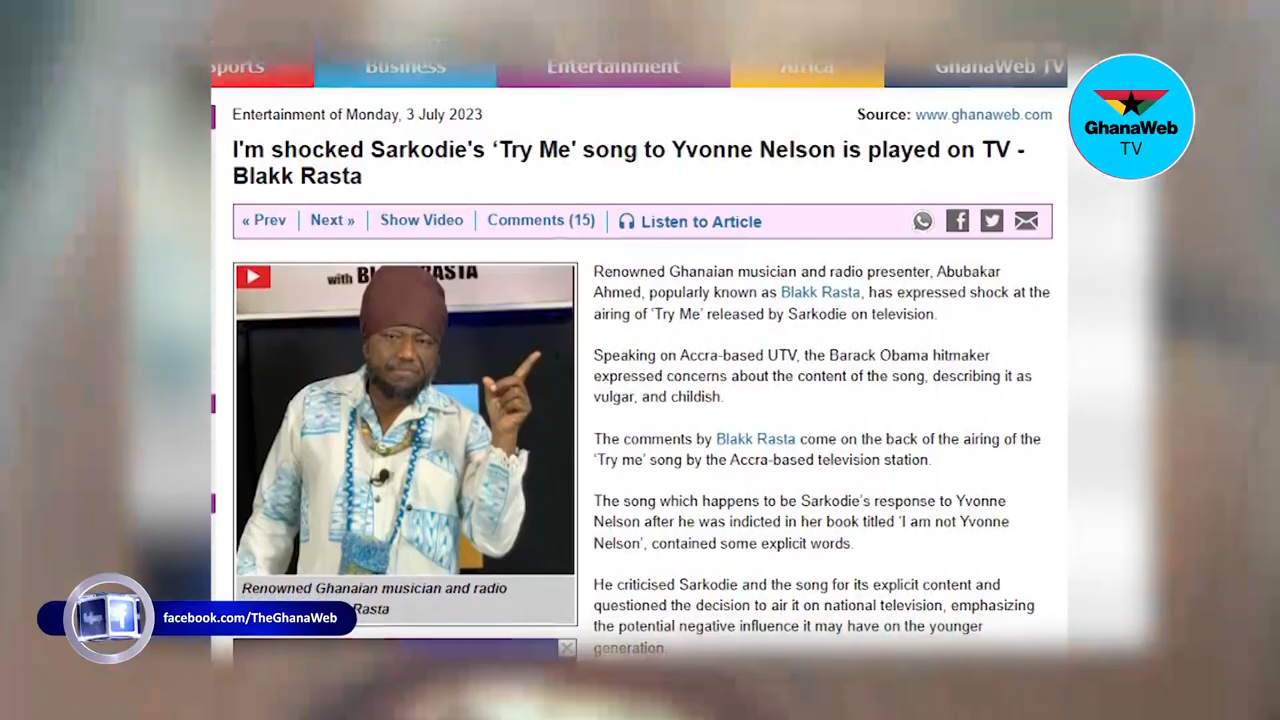 Sports Business Entertainment Africa GhanaWeb TV
GhanaWeb
TV
Entertainment of Monday, 3 July 2023
Source: www.ghanaweb.com
I'm shocked Sarkodie's ‘Try Me' song to Yvonne Nelson is played on TV -
Blakk Rasta
« Prev Next » Show Video Comments (15) Listen to Article
with
Renowned Ghanaian musician and radio presenter, Abubakar
Ahmed, popularly known as Blakk Rasta, has expressed shock at the
airing of ‘Try Me’ released by Sarkodie on television.
Speaking on Accra-based UTV, the Barack Obama hitmaker
expressed concerns about the content of the song, describing it as
vulgar, and childish.
The comments by Blakk Rasta come on the back of the airing of the
‘Try me’ song by the Accra-based television station.
The song which happens to be Sarkodie’s response to Yvonne
Nelson after he was indicted in her book titled ‘I am not Yvonne
Nelson’, contained some explicit words.
He criticised Sarkodie and the song for its explicit content and
questioned the decision to air it on national television, emphasizing
the potential negative influence it may have on the younger
generation.
Renowned Ghanaian musician and radio
Rasta
facebook.com/TheGhanaWeb